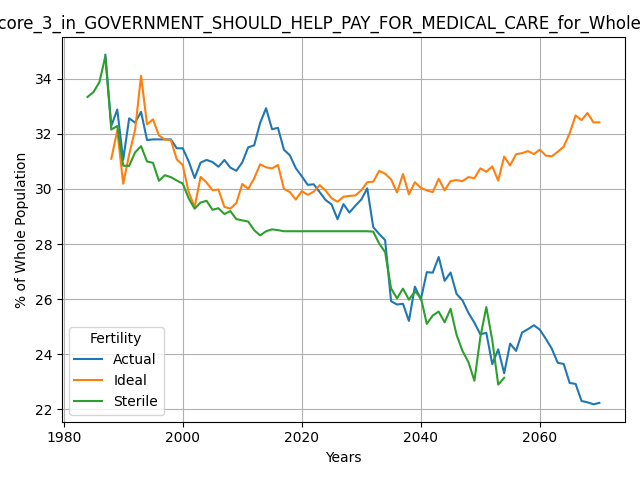 core_3_in_GOVERNMENT_SHOULD_HELP_PAY_FOR_MEDICAL_CARE_for_Whole
% of Whole Population
34
32
30
28
26
24
22
Fertility
Actual
Ideal
Sterile
1980
2000
2020
2040
2060
Years